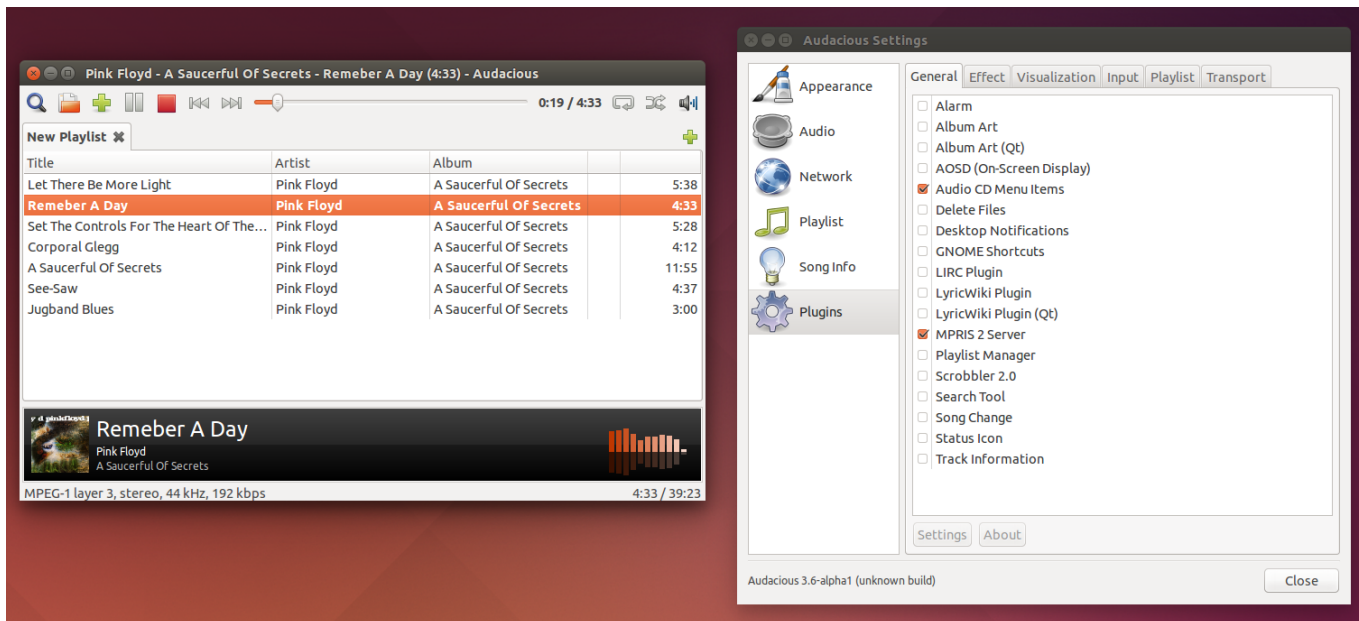 Pink Floyd - A Saucerful Of Secrets - Remeber A Day (4:33) - Audacious
0:19 / 4:33
New Playlist
Title Artist Album
Let There Be More Light Pink Floyd A Saucerful Of Secrets 5:38
Remeber A Day Pink Floyd A Saucerful Of Secrets 4:33
Set The Controls For The Heart Of The... Pink Floyd A Saucerful Of Secrets 5:28
Corporal Glegg Pink Floyd A Saucerful Of Secrets 4:12
A Saucerful Of Secrets Pink Floyd A Saucerful Of Secrets 11:55
See-Saw Pink Floyd A Saucerful Of Secrets 4:37
Jugband Blues Pink Floyd A Saucerful Of Secrets 3:00
Remeber A Day
Pink Floyd
A Saucerful Of Secrets
MPEG-1 layer 3, stereo, 44 kHz, 192 kbps 4:33 / 39:23
Audacious Settings
Appearance
Audio
Network
Playlist
Song Info
Plugins
General Effect Visualization Input Playlist Transport
Alarm
Album Art
Album Art (Qt)
AOSD (On-Screen Display)
Audio CD Menu Items
Delete Files
Desktop Notifications
GNOME Shortcuts
LIRC Plugin
LyricWiki Plugin
LyricWiki Plugin (Qt)
MPRIS 2 Server
Playlist Manager
Scrobbler 2.0
Search Tool
Song Change
Status Icon
Track Information
Settings About
Audacious 3.6-alpha1 (unknown build) Close